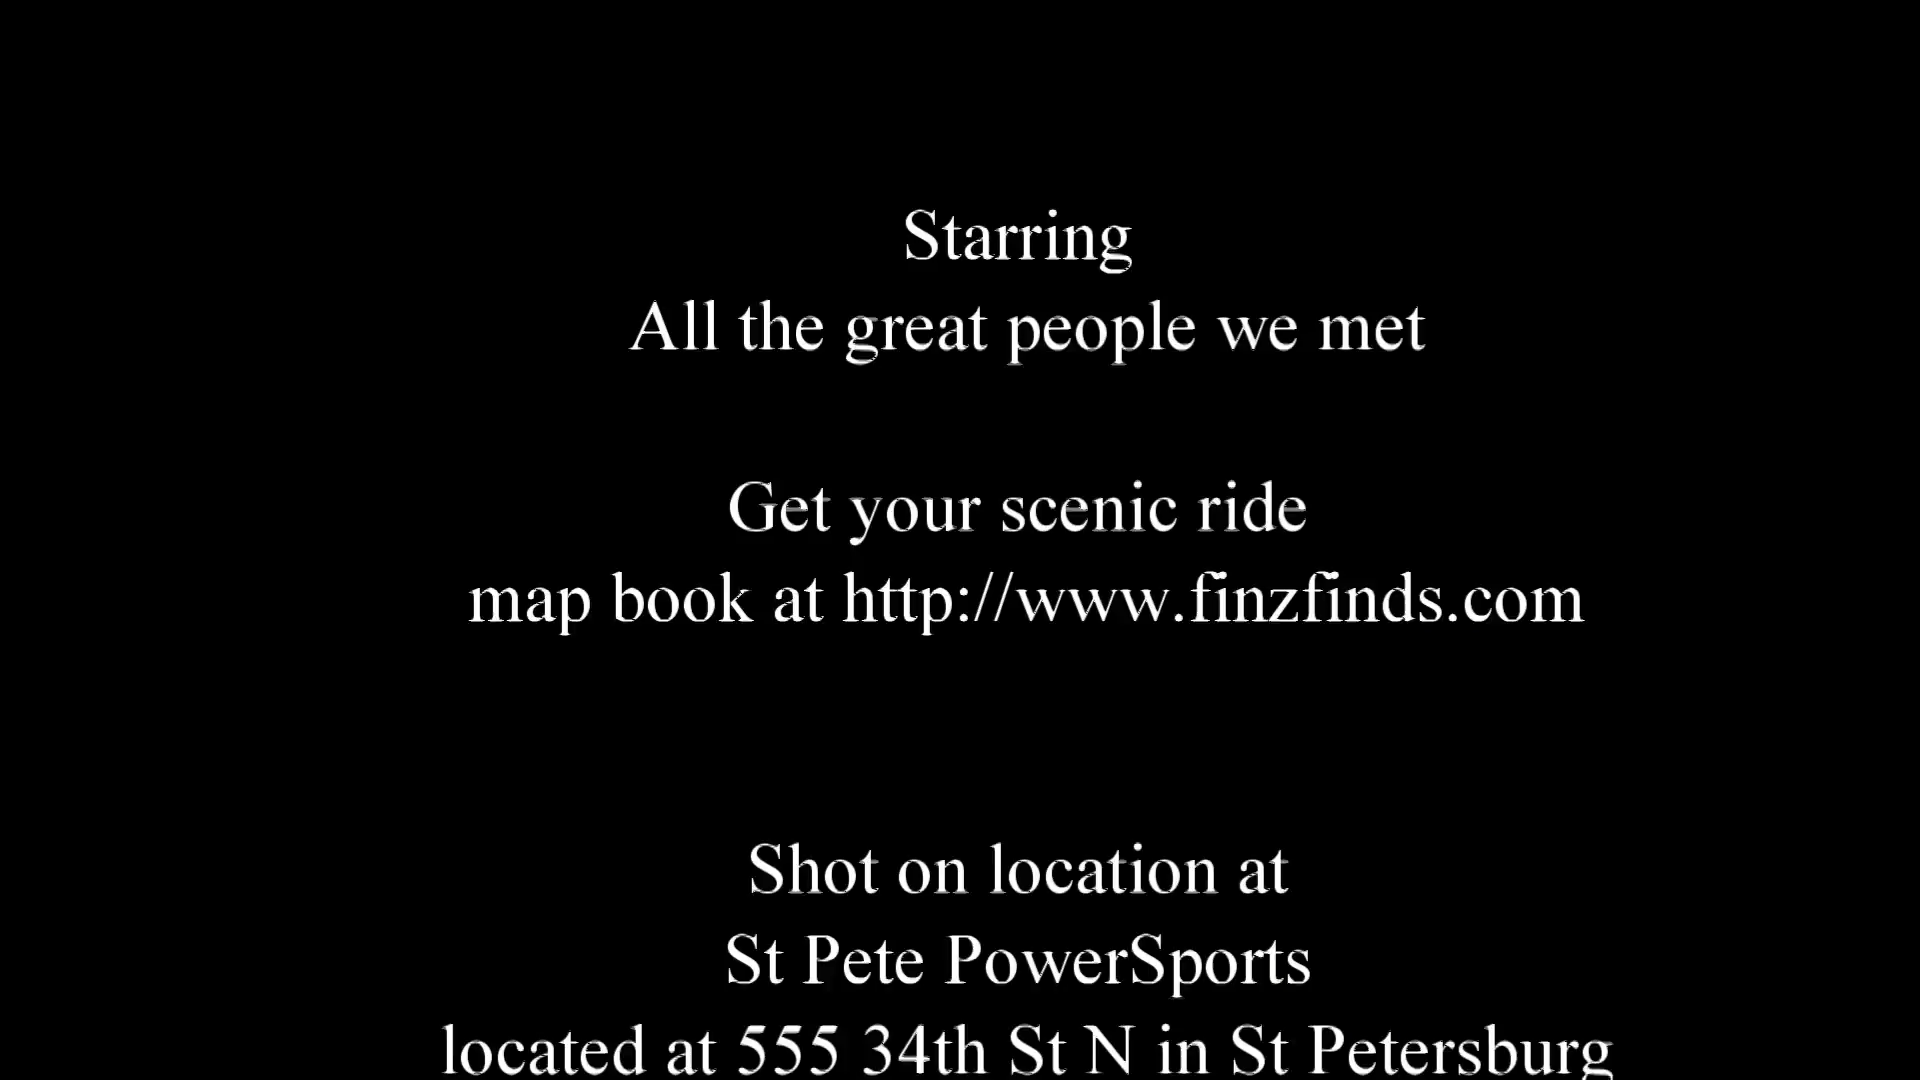 Starring
All the great people we met
Get your scenic ride
map book at http://www.finzfinds.com
Shot on location at
St Pete PowerSports
located at 555 34th St N in St Petersburg